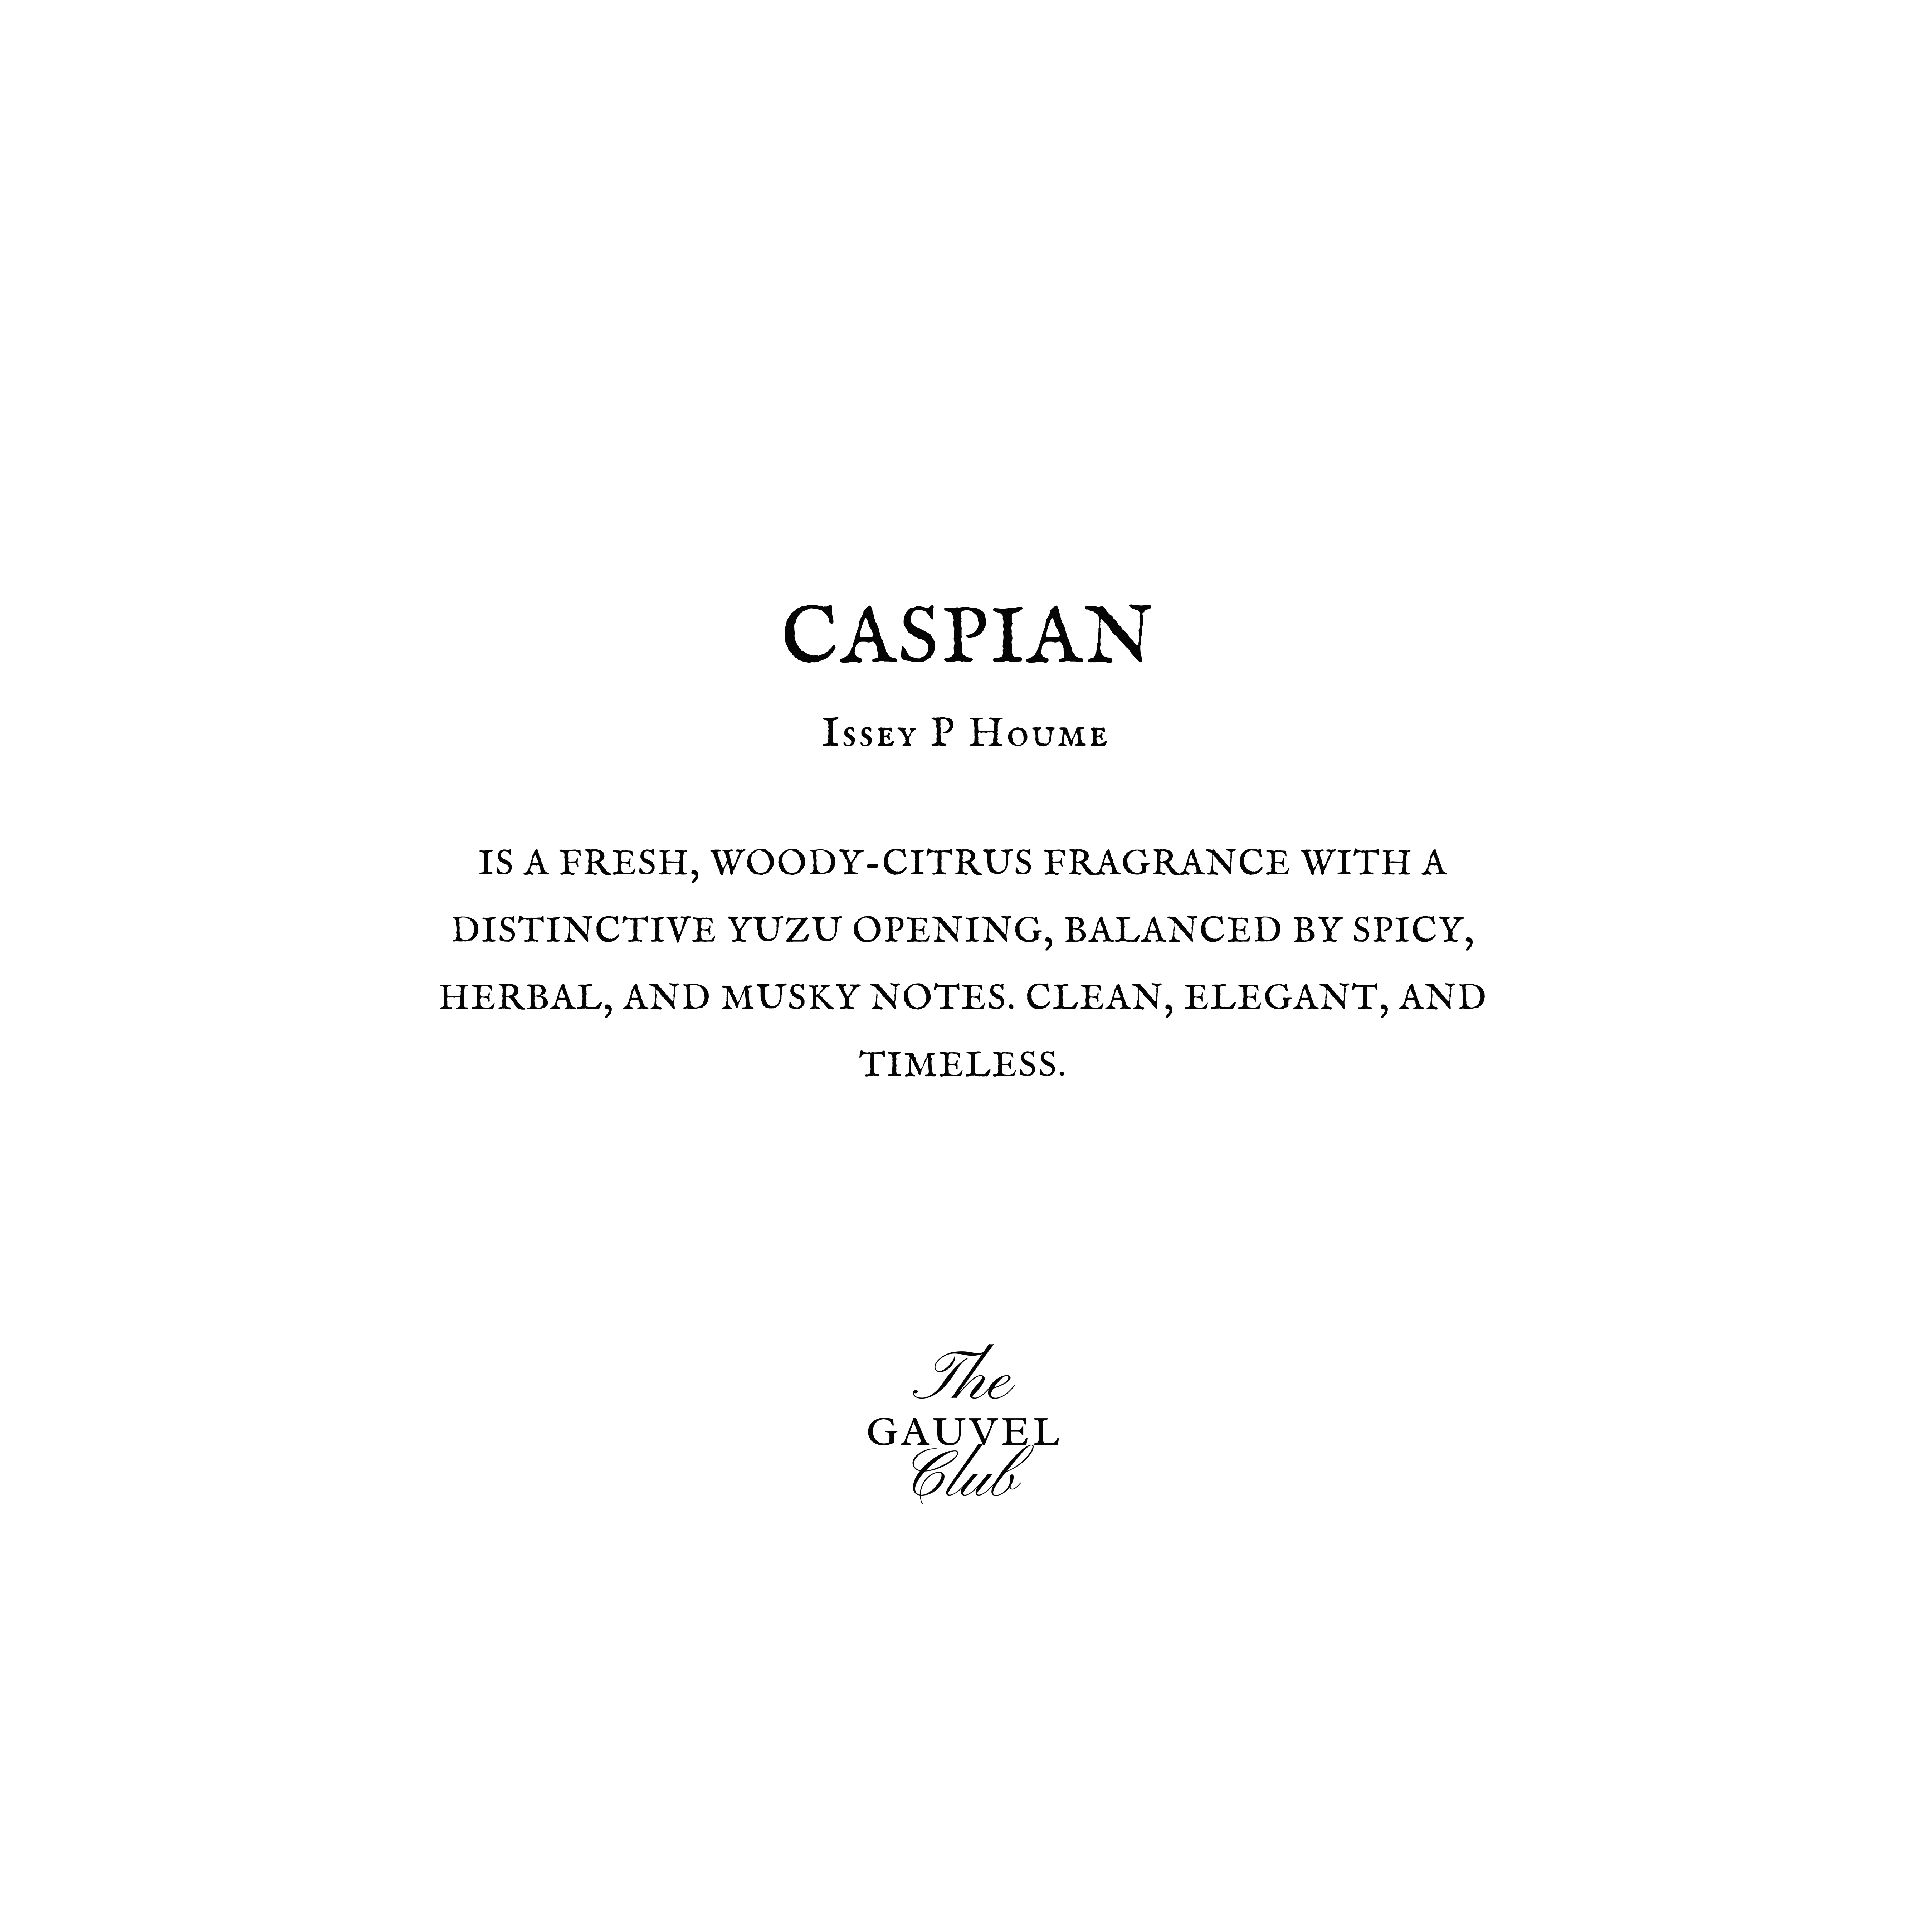 CASPIAN
Issey P Houme
IS A FRESH, WOODY-CITRUS FRAGRANCE WITH A
DISTINCTIVE YUZU OPENING, BALANCED BY SPICY,
HERBAL, AND MUSKY NOTES. CLEAN, ELEGANT, AND
TIMELESS.
The
GAUVEL
Club